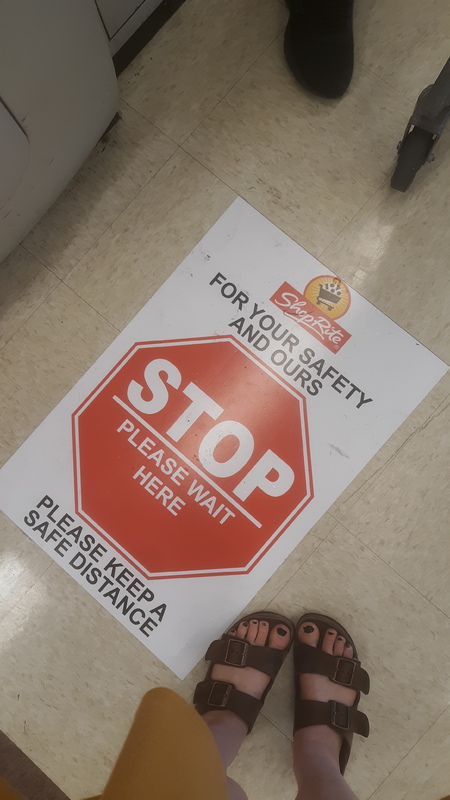 ShopRite
FOR YOUR SAFETY
AND OURS
STOP
PLEASE WAIT
HERE
PLEASE KEEP A
SAFE DISTANCE